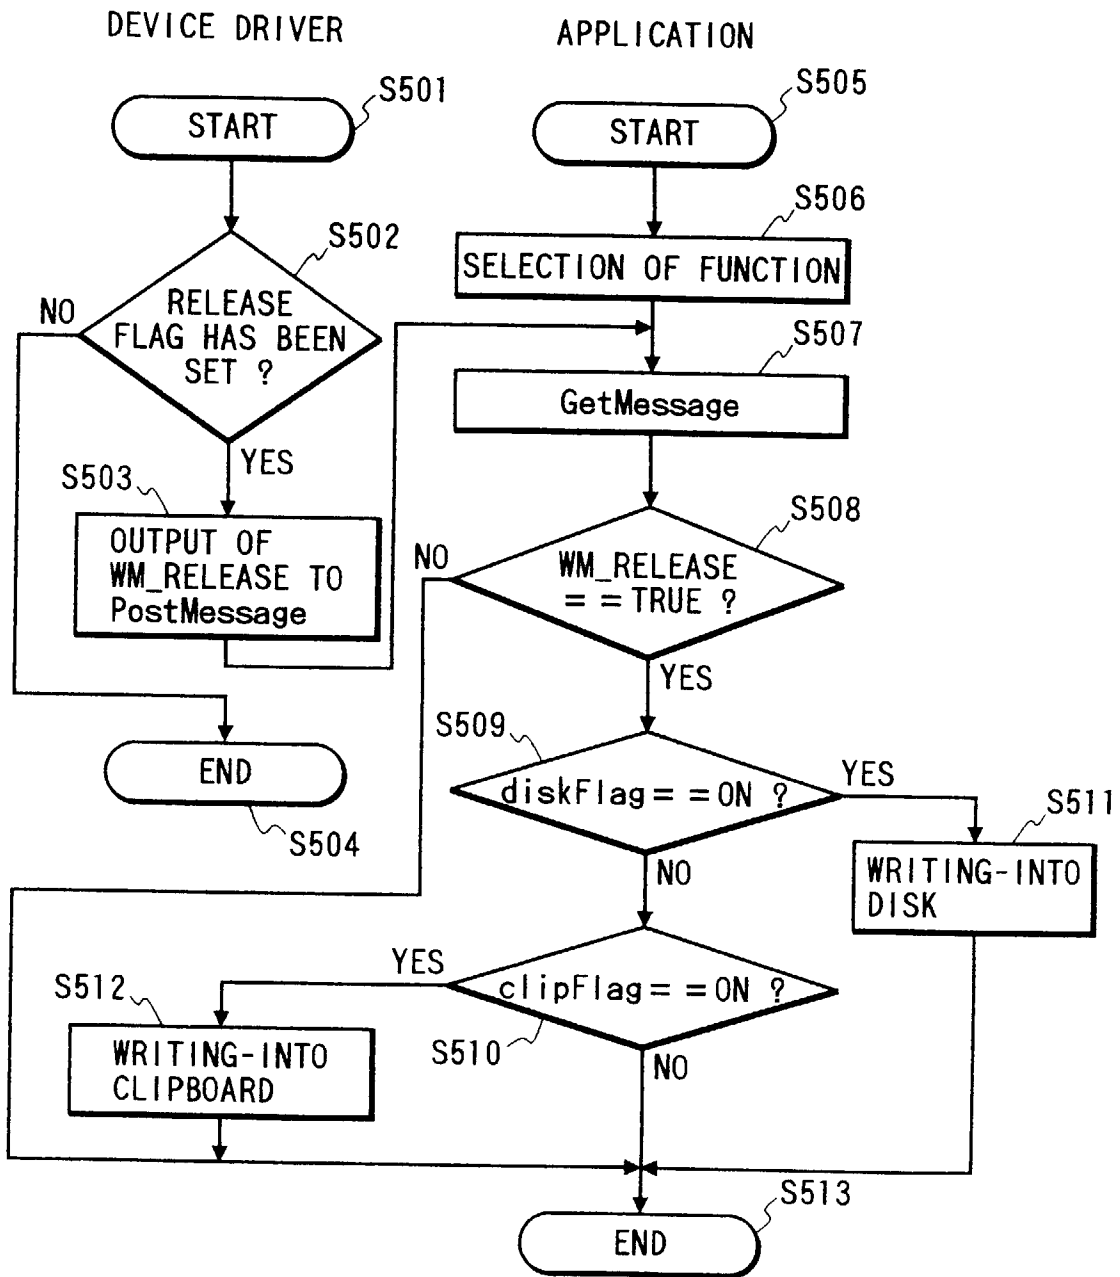 DEVICE DRIVER
START
S501
RELEASE
FLAG HAS BEEN
SET ?
S502
NO
YES
S503
OUTPUT OF
WM_RELEASE TO
PostMessage
END
S504
APPLICATION
START
S505
S506
SELECTION OF FUNCTION
S507
GetMessage
S508
WM_RELEASE
==TRUE ?
NO
YES
S509
diskFlag==ON ?
YES
NO
S511
WRITING-INTO
DISK
clipFlag==ON ?
S510
YES
NO
S512
WRITING-INTO
CLIPBOARD
S513
END